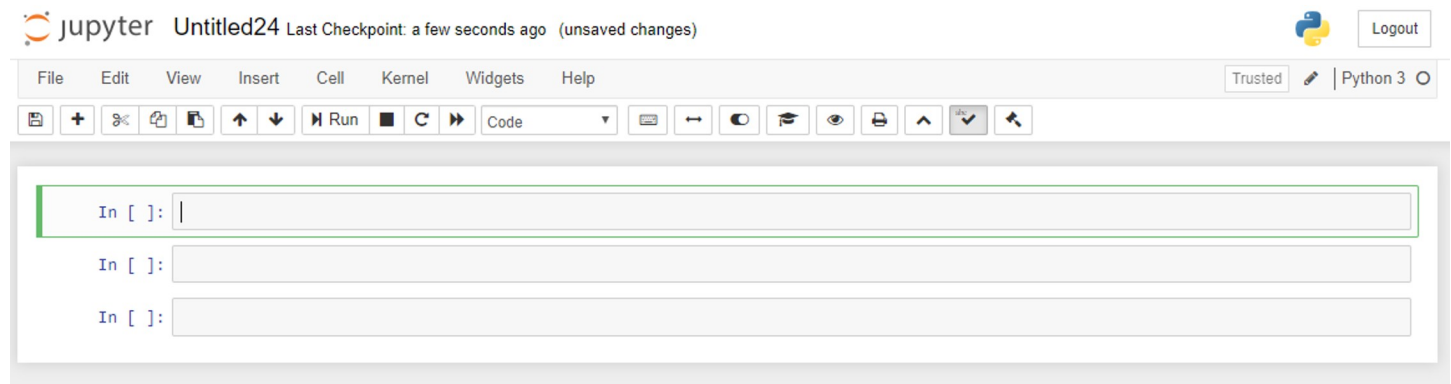 jupyter Untitled24 Last Checkpoint: a few seconds ago (unsaved changes) Logout
File Edit View Insert Cell Kernel Widgets Help Trusted Python 3
Run Code abc
In [ ]:
In [ ]:
In [ ]: